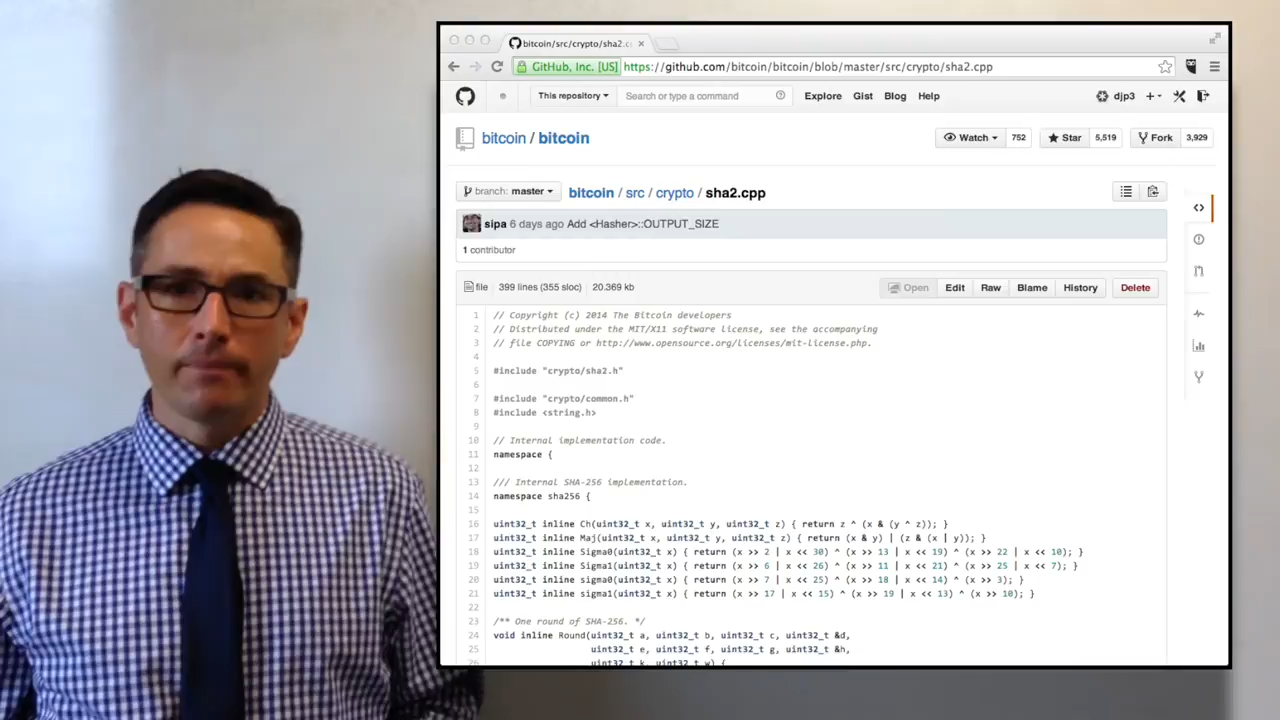 bitcoin/src/crypto/sha2.c
GitHub, Inc. [US] https://github.com/bitcoin/bitcoin/blob/master/src/crypto/sha2.cpp
This repository Search or type a command Explore Gist Blog Help djp3
bitcoin / bitcoin Watch 752 Star 5,519 Fork 3,929
branch: master bitcoin / src / crypto / sha2.cpp
sipa 6 days ago Add <Hasher>::OUTPUT_SIZE
1 contributor
file 399 lines (355 sloc) 20.369 kb Open Edit Raw Blame History Delete
1 // Copyright (c) 2014 The Bitcoin developers
2 // Distributed under the MIT/X11 software license, see the accompanying
3 // file COPYING or http://www.opensource.org/licenses/mit-license.php.
4
5 #include "crypto/sha2.h"
6
7 #include "crypto/common.h"
8 #include <string.h>
9
10 // Internal implementation code.
11 namespace {
12
13 /// Internal SHA-256 implementation.
14 namespace sha256 {
15
16 uint32_t inline Ch(uint32_t x, uint32_t y, uint32_t z) { return z ^ (x & (y ^ z)); }
17 uint32_t inline Maj(uint32_t x, uint32_t y, uint32_t z) { return (x & y) | (z & (x | y)); }
18 uint32_t inline Sigma0(uint32_t x) { return (x >> 2 | x << 30) ^ (x >> 13 | x << 19) ^ (x >> 22 | x << 10); }
19 uint32_t inline Sigma1(uint32_t x) { return (x >> 6 | x << 26) ^ (x >> 11 | x << 21) ^ (x >> 25 | x << 7); }
20 uint32_t inline sigma0(uint32_t x) { return (x >> 7 | x << 25) ^ (x >> 18 | x << 14) ^ (x >> 3); }
21 uint32_t inline sigma1(uint32_t x) { return (x >> 17 | x << 15) ^ (x >> 19 | x << 13) ^ (x >> 10); }
22
23 /** One round of SHA-256. */
24 void inline Round(uint32_t a, uint32_t b, uint32_t c, uint32_t &d,
25 uint32_t e, uint32_t f, uint32_t g, uint32_t &h,
26 uint32_t k, uint32_t w) {